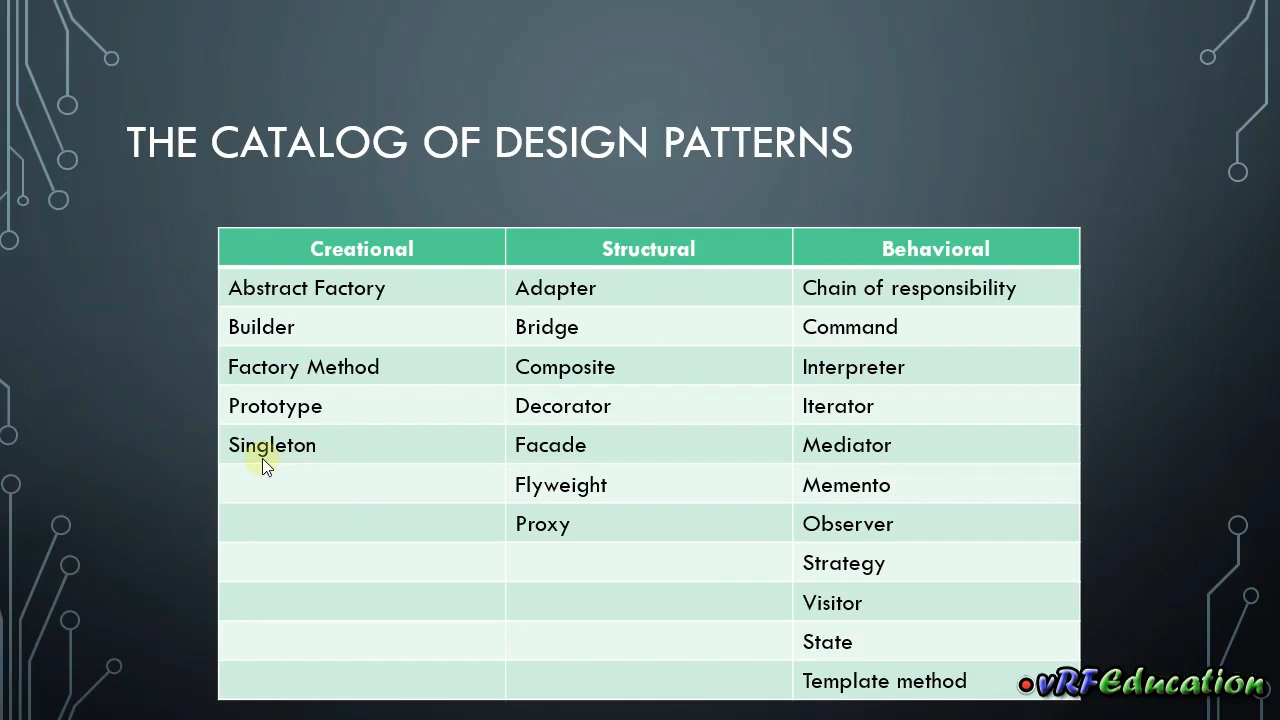 THE CATALOG OF DESIGN PATTERNS
Creational Structural Behavioral
Abstract Factory Adapter Chain of responsibility
Builder Bridge Command
Factory Method Composite Interpreter
Prototype Decorator Iterator
Singleton Facade Mediator
Flyweight Memento
Proxy Observer
Strategy
Visitor
State
Template method
vRFEducation